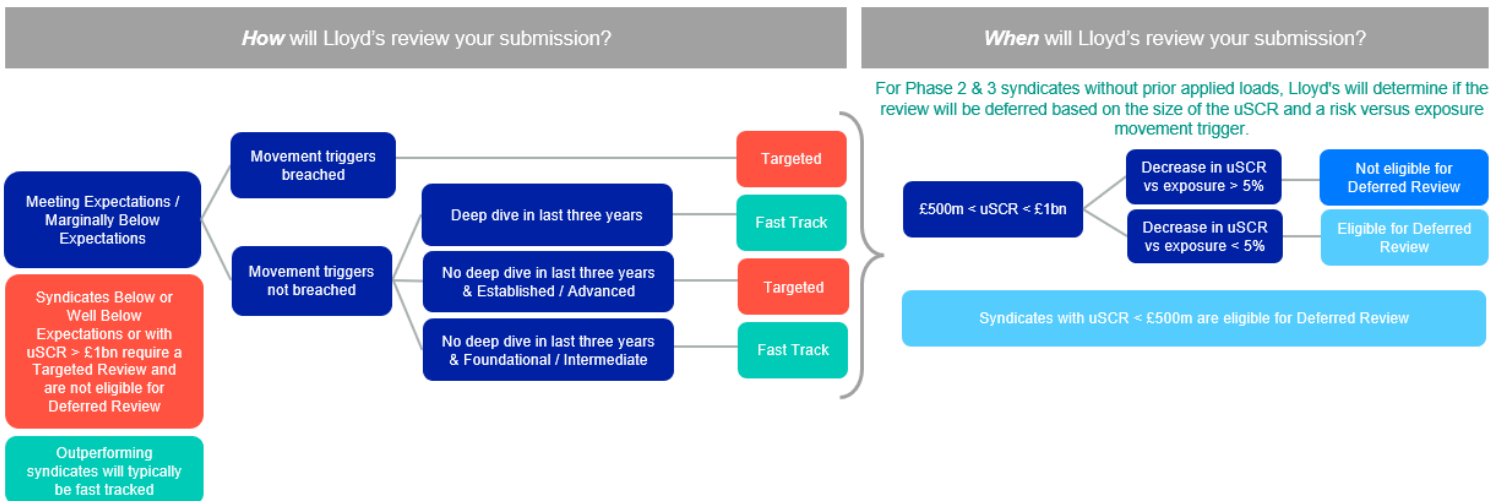 How will Lloyd's review your submission?
Meeting Expectations /
Marginally Below
Expectations
Syndicates Below or
Well Below
Expectations or with
uSCR > £1bn require a
Targeted Review and
are not eligible for
Deferred Review
Outperforming
syndicates will typically
be fast tracked
Movement triggers
breached
Movement triggers
not breached
Deep dive in last three years
No deep dive in last three years
& Established / Advanced
No deep dive in last three years
& Foundational / Intermediate
Targeted
Fast Track
Targeted
Fast Track
When will Lloyd's review your submission?
For Phase 2 & 3 syndicates without prior applied loads, Lloyd's will determine if the
review will be deferred based on the size of the uSCR and a risk versus exposure
movement trigger.
£500m < uSCR < £1bn
Decrease in uSCR
vs exposure > 5%
Not eligible for
Deferred Review
Decrease in uSCR
vs exposure < 5%
Eligible for Deferred
Review
Syndicates with uSCR < £500m are eligible for Deferred Review